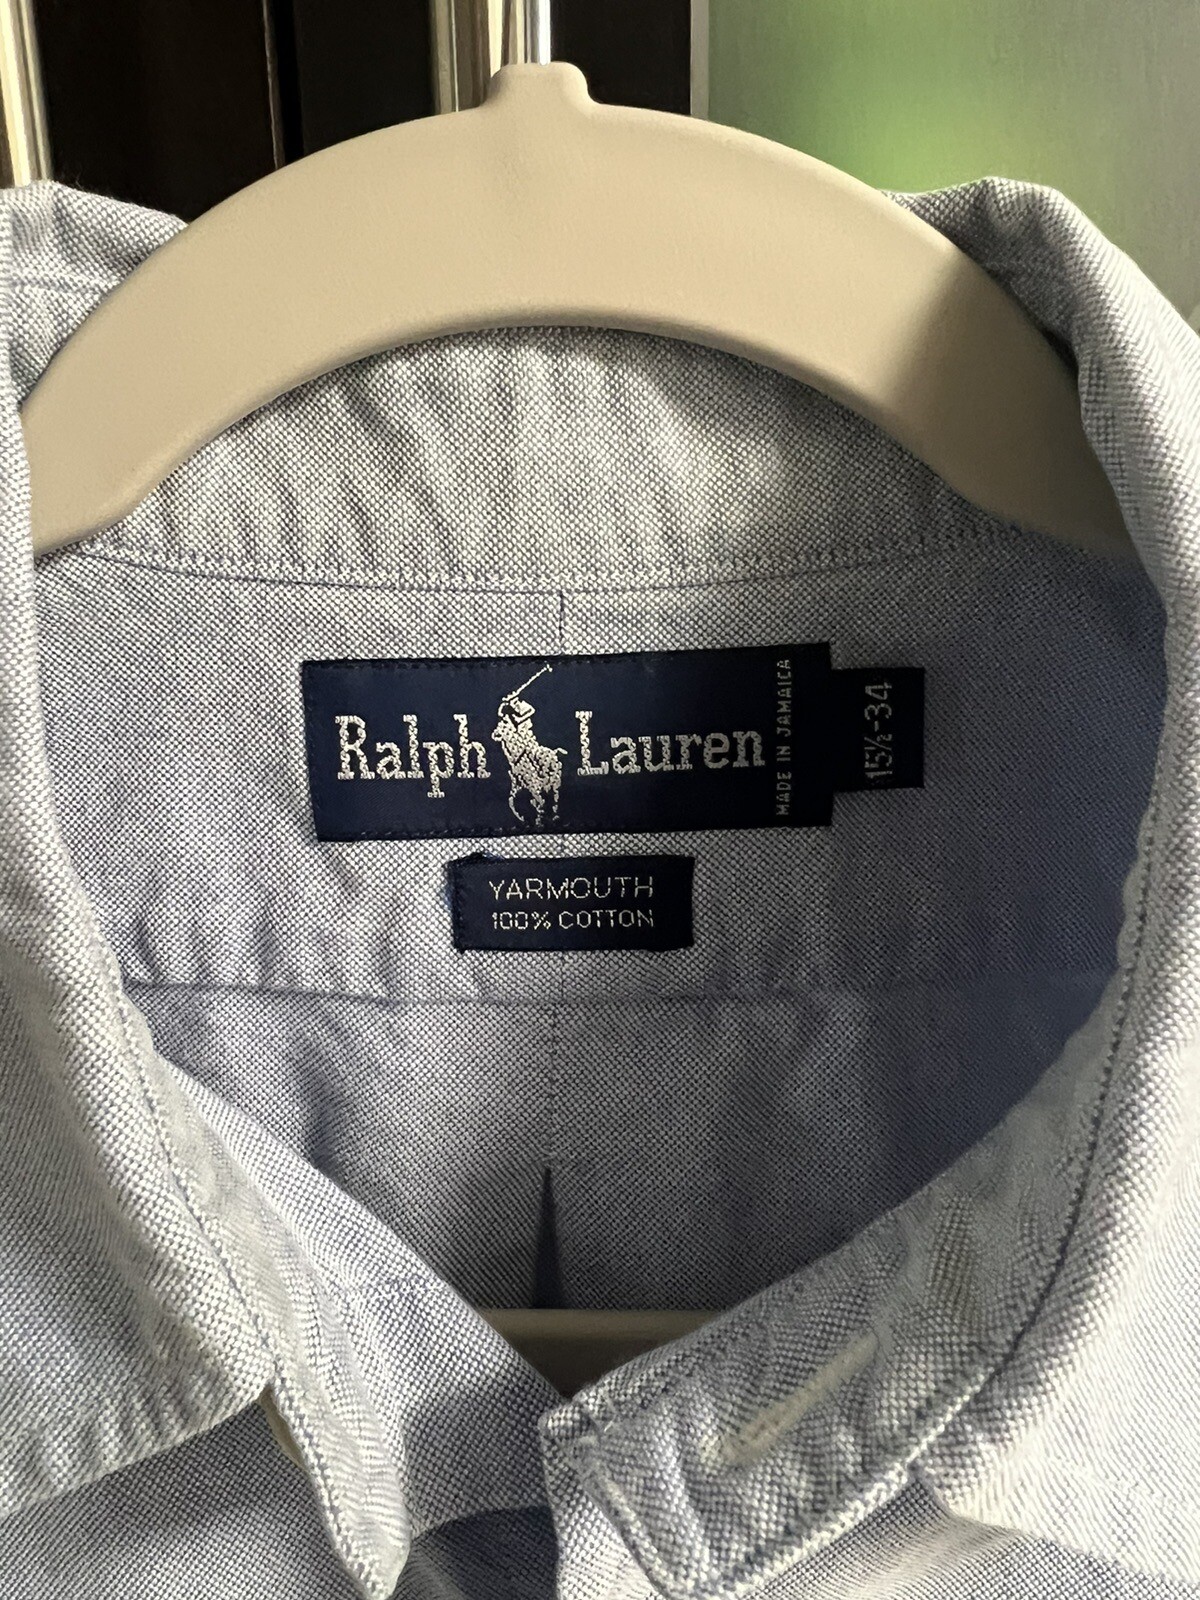 Ralph Lauren
MADE IN JAMAICA
15½-34
YARMOUTH
100% COTTON